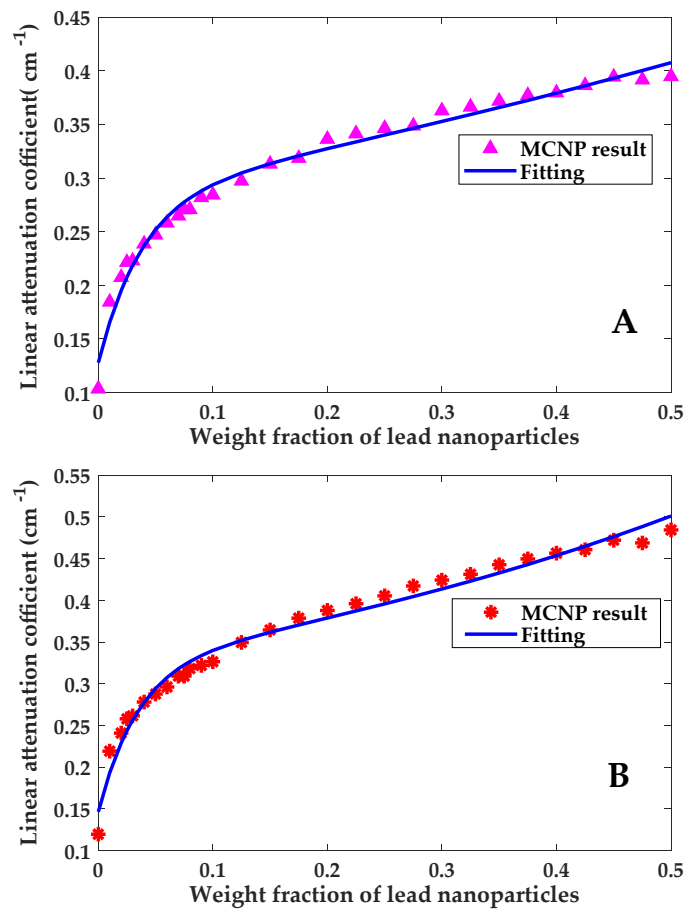 0.45
0.4
0.35
0.3
0.25
0.2
0.15
0.1
Linear attenuation cofficient( cm -1)
MCNP result
Fitting
A
0 0.1 0.2 0.3 0.4 0.5
Weight fraction of lead nanoparticles
0.55
0.5
0.45
0.4
0.35
0.3
0.25
0.2
0.15
0.1
Linear attenuation cofficient (cm -1)
MCNP result
Fitting
B
0 0.1 0.2 0.3 0.4 0.5
Weight fraction of lead nanoparticles